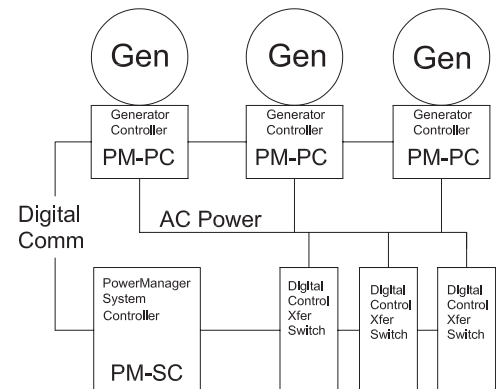 Gen
Gen
Gen
Generator
Controller
PM-PC
Generator
Controller
PM-PC
Generator
Controller
PM-PC
Digital
Comm
AC Power
PowerManager
System
Controller
PM-SC
Digital
Control
Xfer
Switch
Digital
Control
Xfer
Switch
Digital
Control
Xfer
Switch